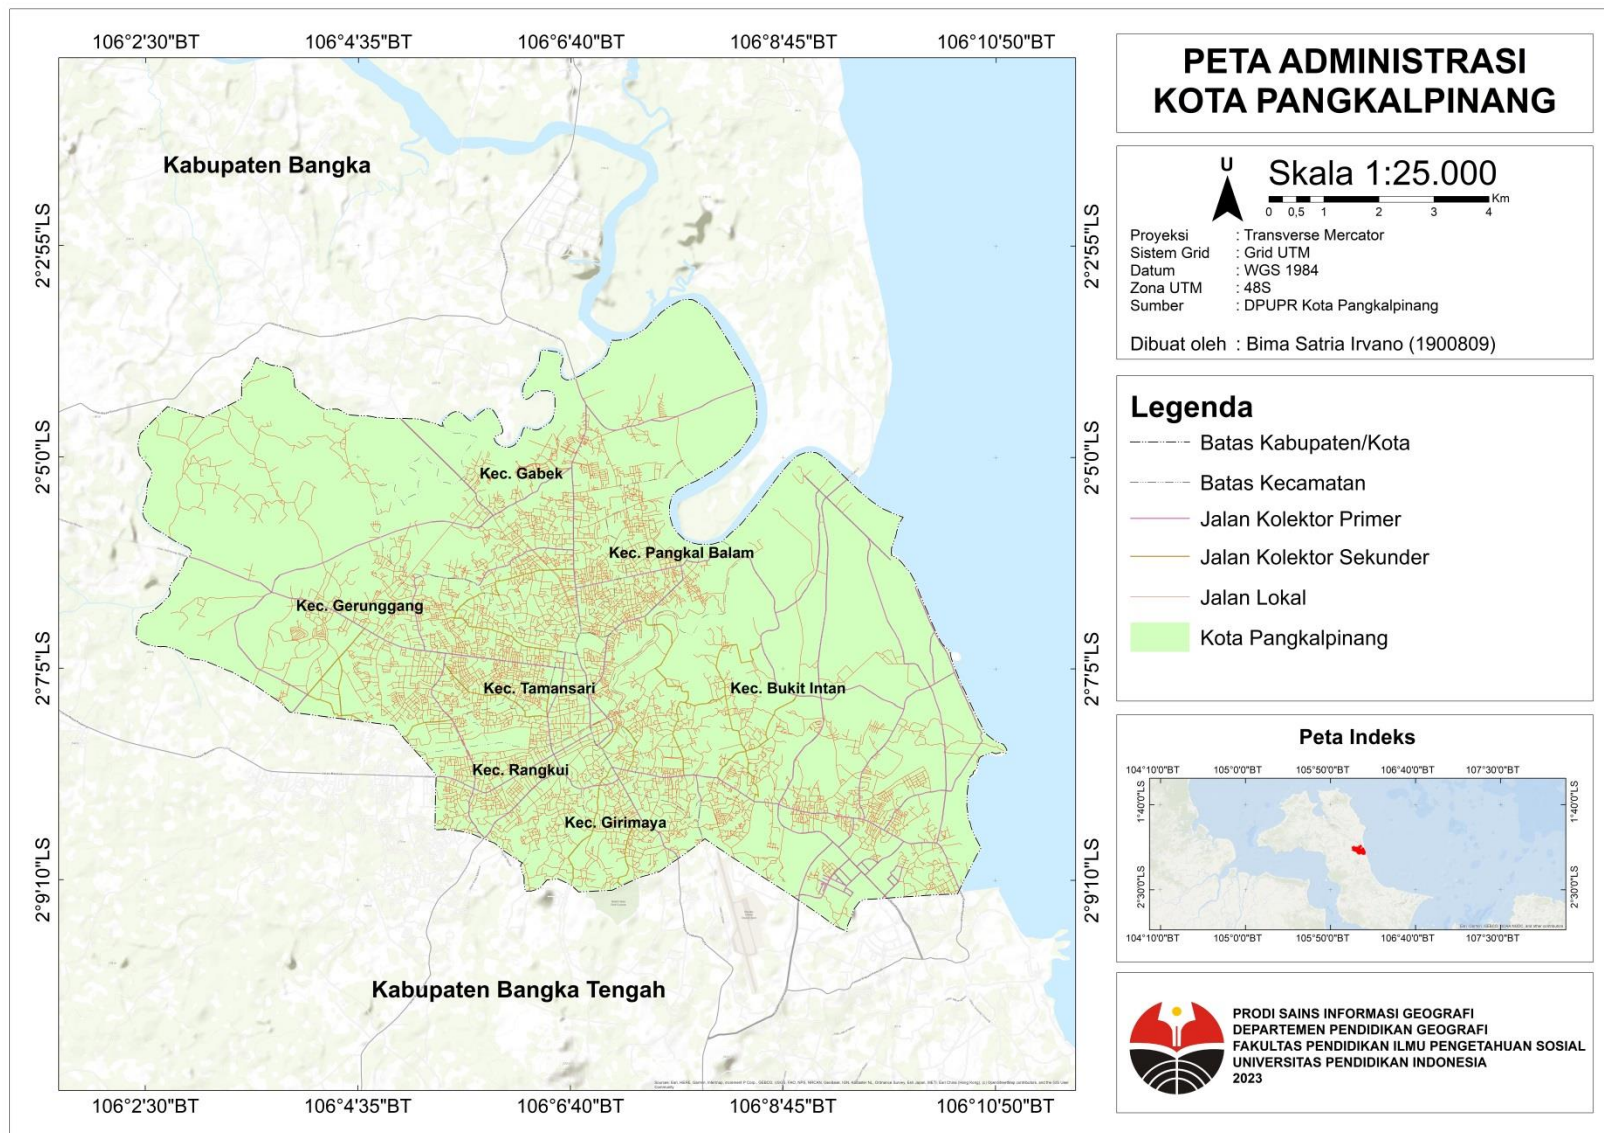 106°2'30"BT 106°4'35"BT 106°6'40"BT 106°8'45"BT 106°10'50"BT
2°2'55"LS 2°2'55"LS
2°5'0"LS 2°5'0"LS
2°7'5"LS 2°7'5"LS
2°9'10"LS 2°9'10"LS
Kabupaten Bangka
Kec. Gabek
Kec. Pangkal Balam
Kec. Gerunggang
Kec. Tamansari
Kec. Bukit Intan
Kec. Rangkui
Kec. Girimaya
Kabupaten Bangka Tengah
106°2'30"BT 106°4'35"BT 106°6'40"BT 106°8'45"BT 106°10'50"BT
PETA ADMINISTRASI
KOTA PANGKALPINANG
U
Skala 1:25.000
Km
0 0,5 1 2 3 4
Proyeksi : Transverse Mercator
Sistem Grid : Grid UTM
Datum : WGS 1984
Zona UTM : 48S
Sumber : DPUPR Kota Pangkalpinang
Dibuat oleh : Bima Satria Irvano (1900809)
Legenda
Batas Kabupaten/Kota
Batas Kecamatan
Jalan Kolektor Primer
Jalan Kolektor Sekunder
Jalan Lokal
Kota Pangkalpinang
Peta Indeks
104°10'0"BT 105°0'0"BT 105°50'0"BT 106°40'0"BT 107°30'0"BT
1°40'0"LS 1°40'0"LS
2°30'0"LS 2°30'0"LS
104°10'0"BT 105°0'0"BT 105°50'0"BT 106°40'0"BT 107°30'0"BT
PRODI SAINS INFORMASI GEOGRAFI
DEPARTEMEN PENDIDIKAN GEOGRAFI
FAKULTAS PENDIDIKAN ILMU PENGETAHUAN SOSIAL
UNIVERSITAS PENDIDIKAN INDONESIA
2023